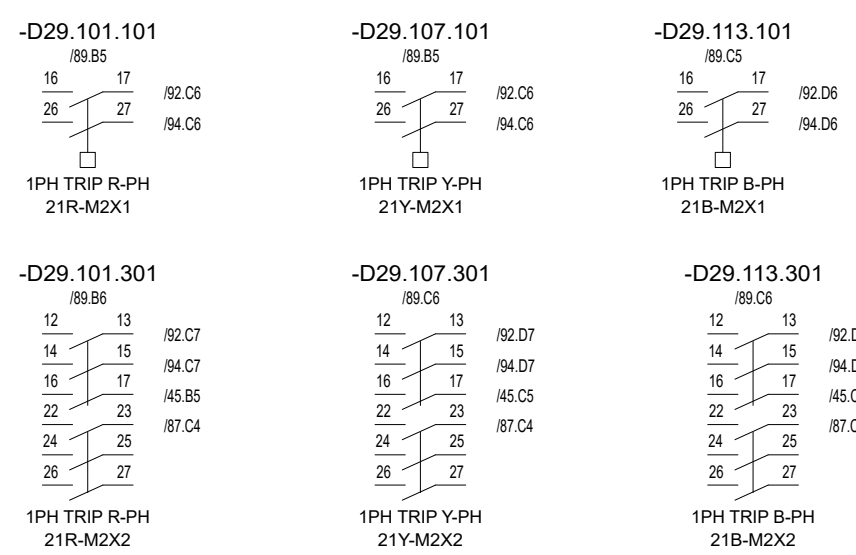 -D29.101.101
/89.B5
16 17 /92.C6
26 27 /94.C6
1PH TRIP R-PH
21R-M2X1
-D29.107.101
/89.B5
16 17 /92.C6
26 27 /94.C6
1PH TRIP Y-PH
21Y-M2X1
-D29.113.101
/89.C5
16 17 /92.D6
26 27 /94.D6
1PH TRIP B-PH
21B-M2X1
-D29.101.301
/89.B6
12 13 /92.C7
14 15 /94.C7
16 17 /45.B5
22 23 /87.C4
24 25
26 27
1PH TRIP R-PH
21R-M2X2
-D29.107.301
/89.C6
12 13 /92.D7
14 15 /94.D7
16 17 /45.C5
22 23 /87.C4
24 25
26 27
1PH TRIP Y-PH
21Y-M2X2
-D29.113.301
/89.C6
12 13
14 15
16 17
22 23
24 25
26 27
1PH TRIP B-PH
21B-M2X2